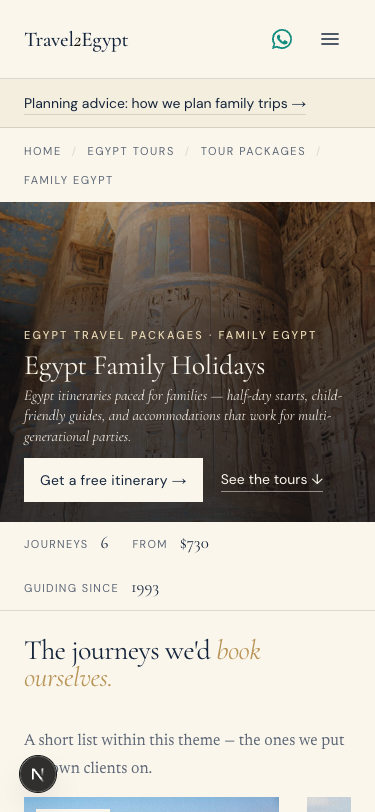 Travel2Egypt
Planning advice: how we plan family trips →
HOME / EGYPT TOURS / TOUR PACKAGES /
FAMILY EGYPT
EGYPT TRAVEL PACKAGES · FAMILY EGYPT
Egypt Family Holidays
Egypt itineraries paced for families — half-day starts, child-
friendly guides, and accommodations that work for multi-
generational parties.
Get a free itinerary → See the tours ↓
JOURNEYS 6 FROM $730
GUIDING SINCE 1993
The journeys we'd book
ourselves.
A short list within this theme — the ones we put
own clients on.
N